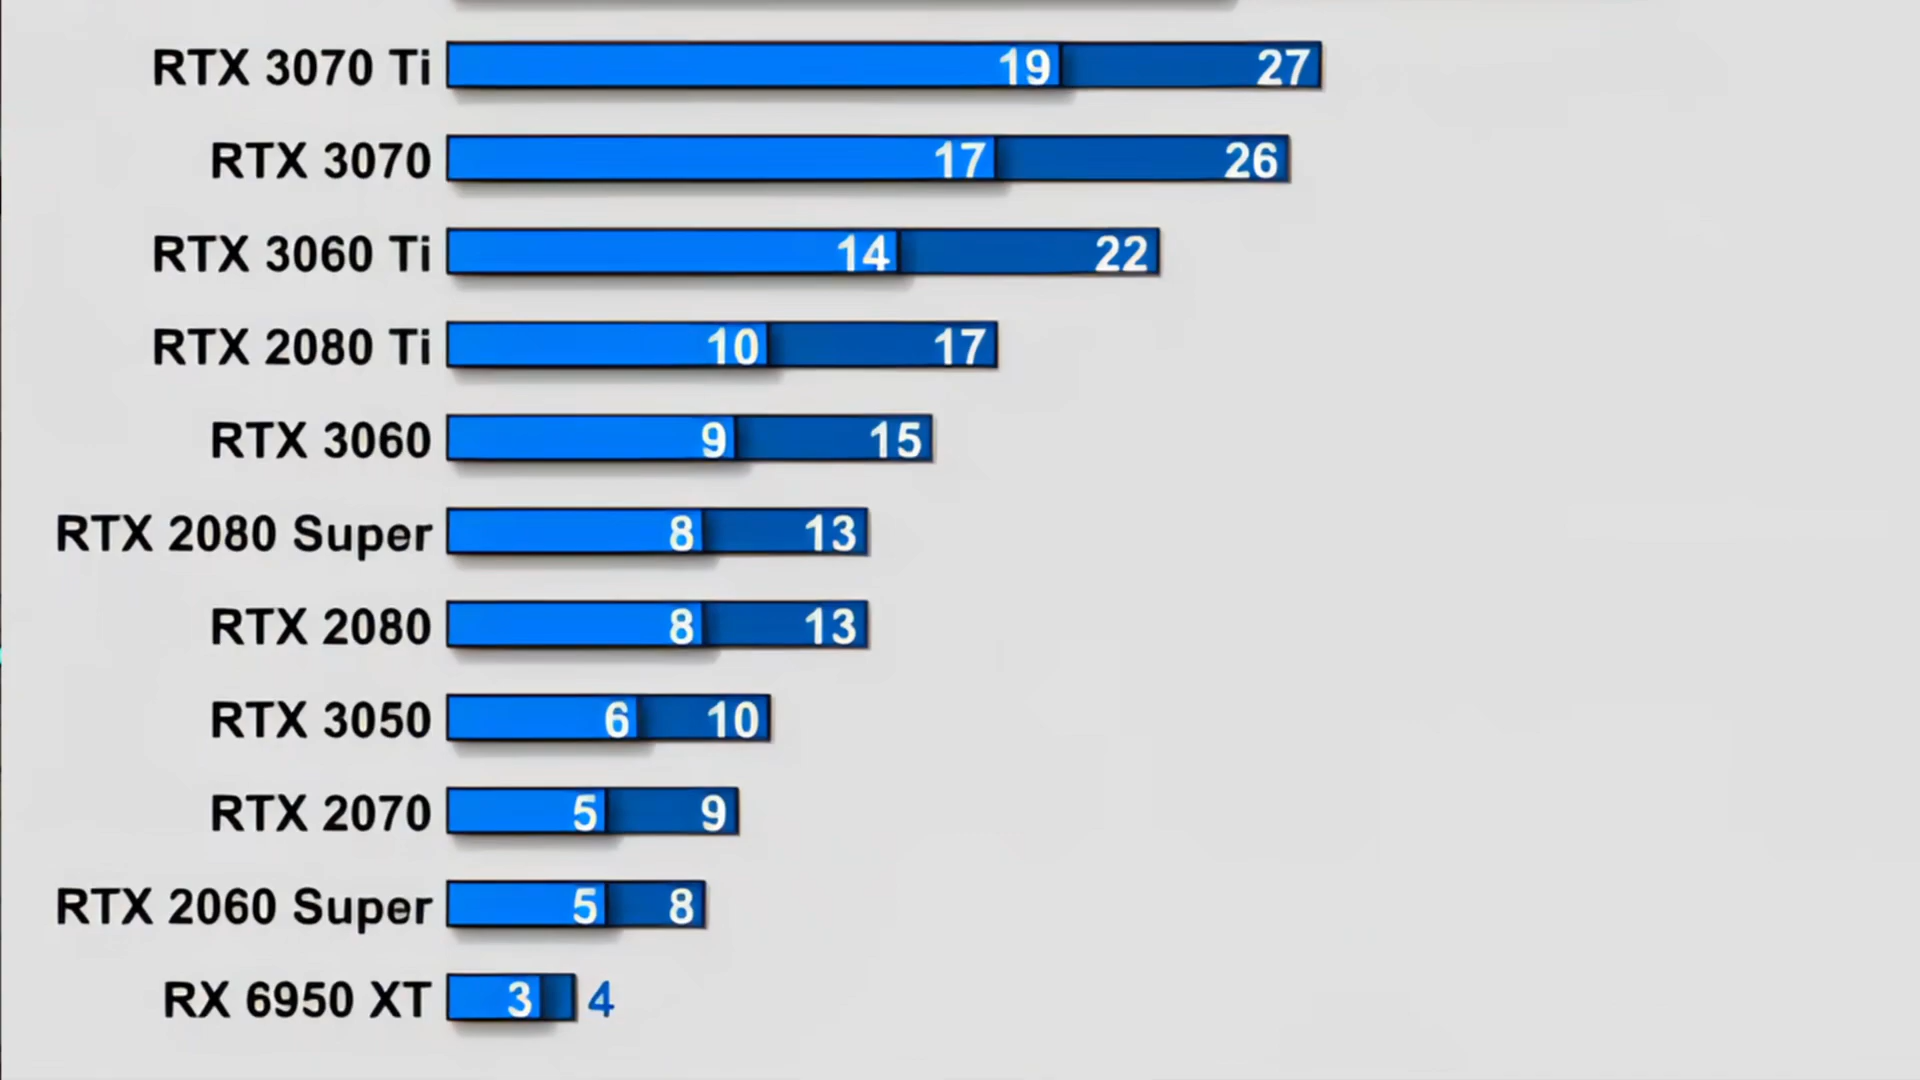 RTX 3070 Ti 19 27
RTX 3070 17 26
RTX 3060 Ti 14 22
RTX 2080 Ti 10 17
RTX 3060 9 15
RTX 2080 Super 8 13
RTX 2080 8 13
RTX 3050 6 10
RTX 2070 5 9
RTX 2060 Super 5 8
RX 6950 XT 3 4